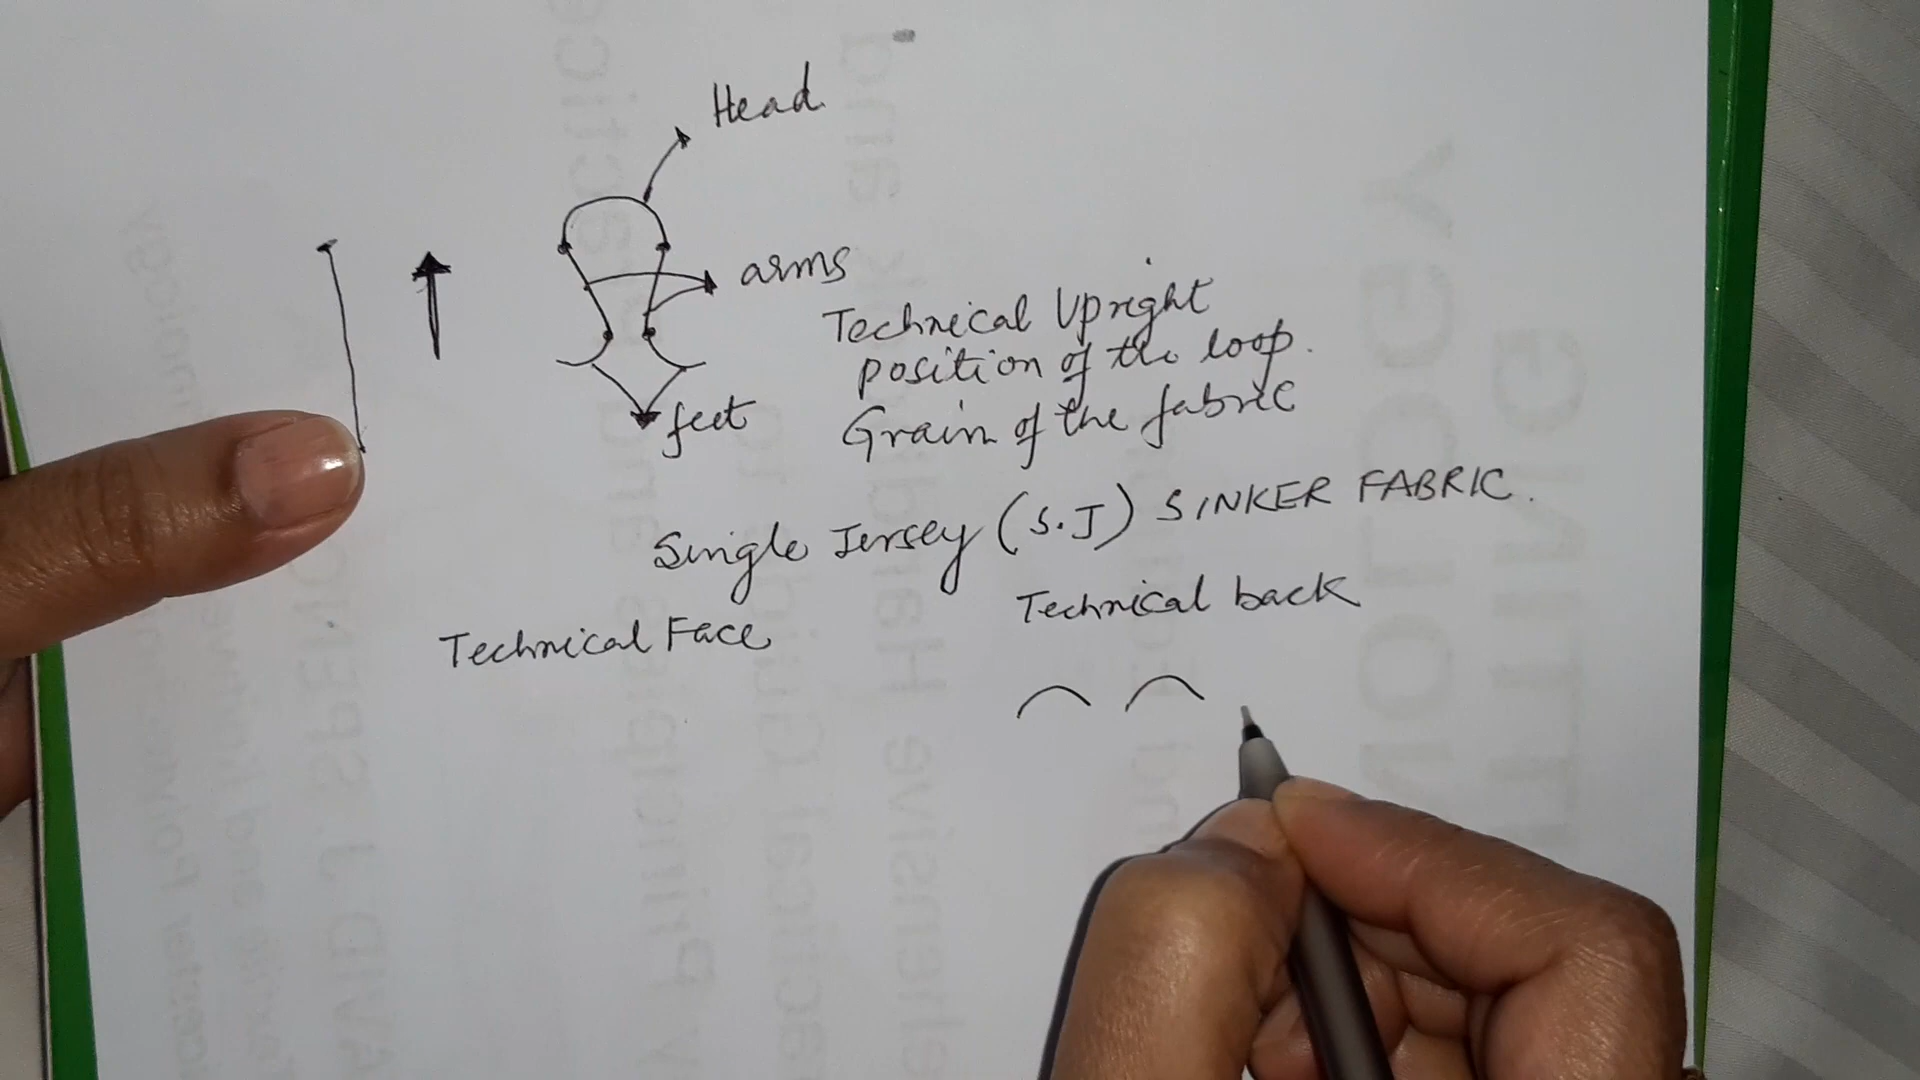 Head
arms
Technical Upright
position of the loop.
Grain of the fabric
feet
Single Jersey (S.J) SINKER FABRIC.
Technical back
Technical Face